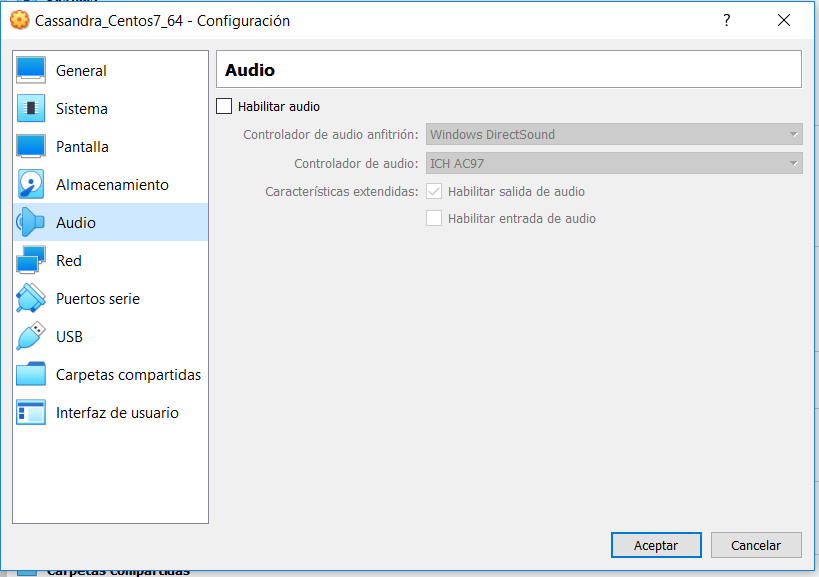 Cassandra_Centos7_64 - Configuración
?
General
Sistema
Pantalla
Almacenamiento
Audio
Red
Puertos serie
USB
Carpetas compartidas
Interfaz de usuario
Audio
Habilitar audio
Controlador de audio anfitrión: Windows DirectSound
Controlador de audio: ICH AC97
Características extendidas: Habilitar salida de audio
Habilitar entrada de audio
Aceptar Cancelar
Carpetas compartidas